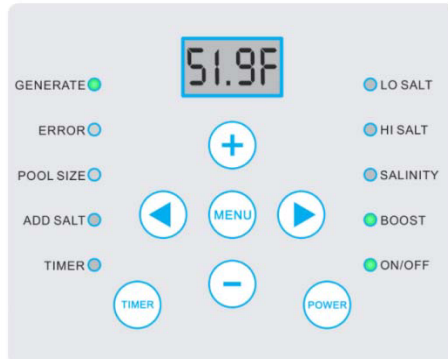 51.9F
GENERATE
LO SALT
ERROR
HI SALT
+
POOL SIZE
SALINITY
MENU
ADD SALT
BOOST
TIMER
ON/OFF
−
TIMER
POWER